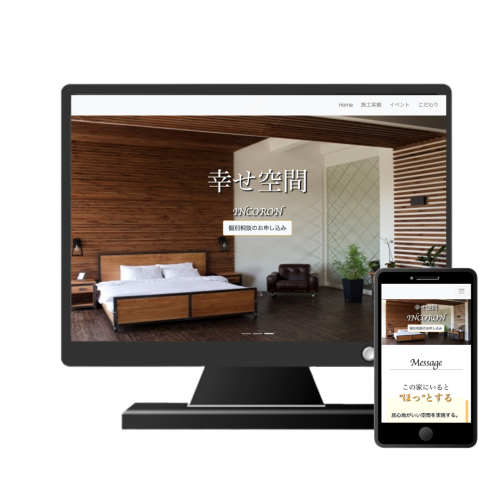 Home 施工実績 イベント こだわり
幸せ空間
INCORON
個別相談のお申し込み
幸せ空間
INCORON
個別相談のお申し込み
Message
この家にいると
"ほっ"とする
居心地がいい空間を実現する。